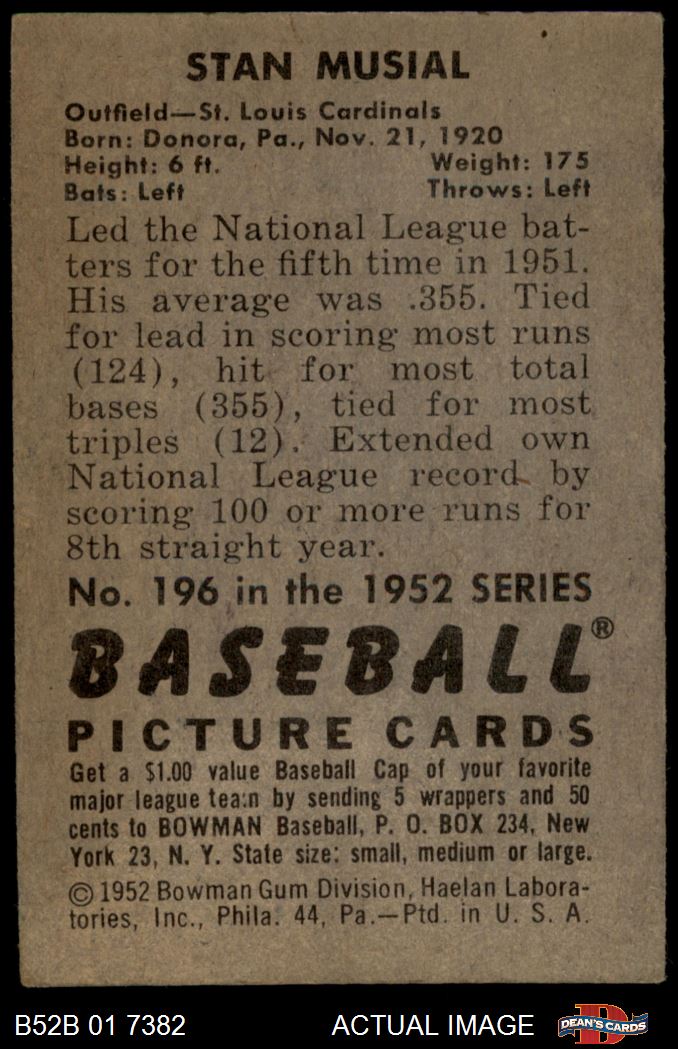 STAN MUSIAL
Outfield—St. Louis Cardinals
Born: Donora, Pa., Nov. 21, 1920
Height: 6 ft. Weight: 175
Bats: Left Throws: Left
Led the National League bat-
ters for the fifth time in 1951.
His average was .355. Tied
for lead in scoring most runs
(124), hit for most total
bases (355), tied for most
triples (12). Extended own
National League record by
scoring 100 or more runs for
8th straight year.
No. 196 in the 1952 SERIES
BASEBALL®
PICTURE CARDS
Get a $1.00 value Baseball Cap of your favorite
major league team by sending 5 wrappers and 50
cents to BOWMAN Baseball, P. O. BOX 234, New
York 23, N. Y. State size: small, medium or large.
© 1952 Bowman Gum Division, Haelan Labora-
tories, Inc., Phila. 44, Pa.—Ptd. in U. S. A.
B52B 01 7382 ACTUAL IMAGE D DEAN'S CARDS